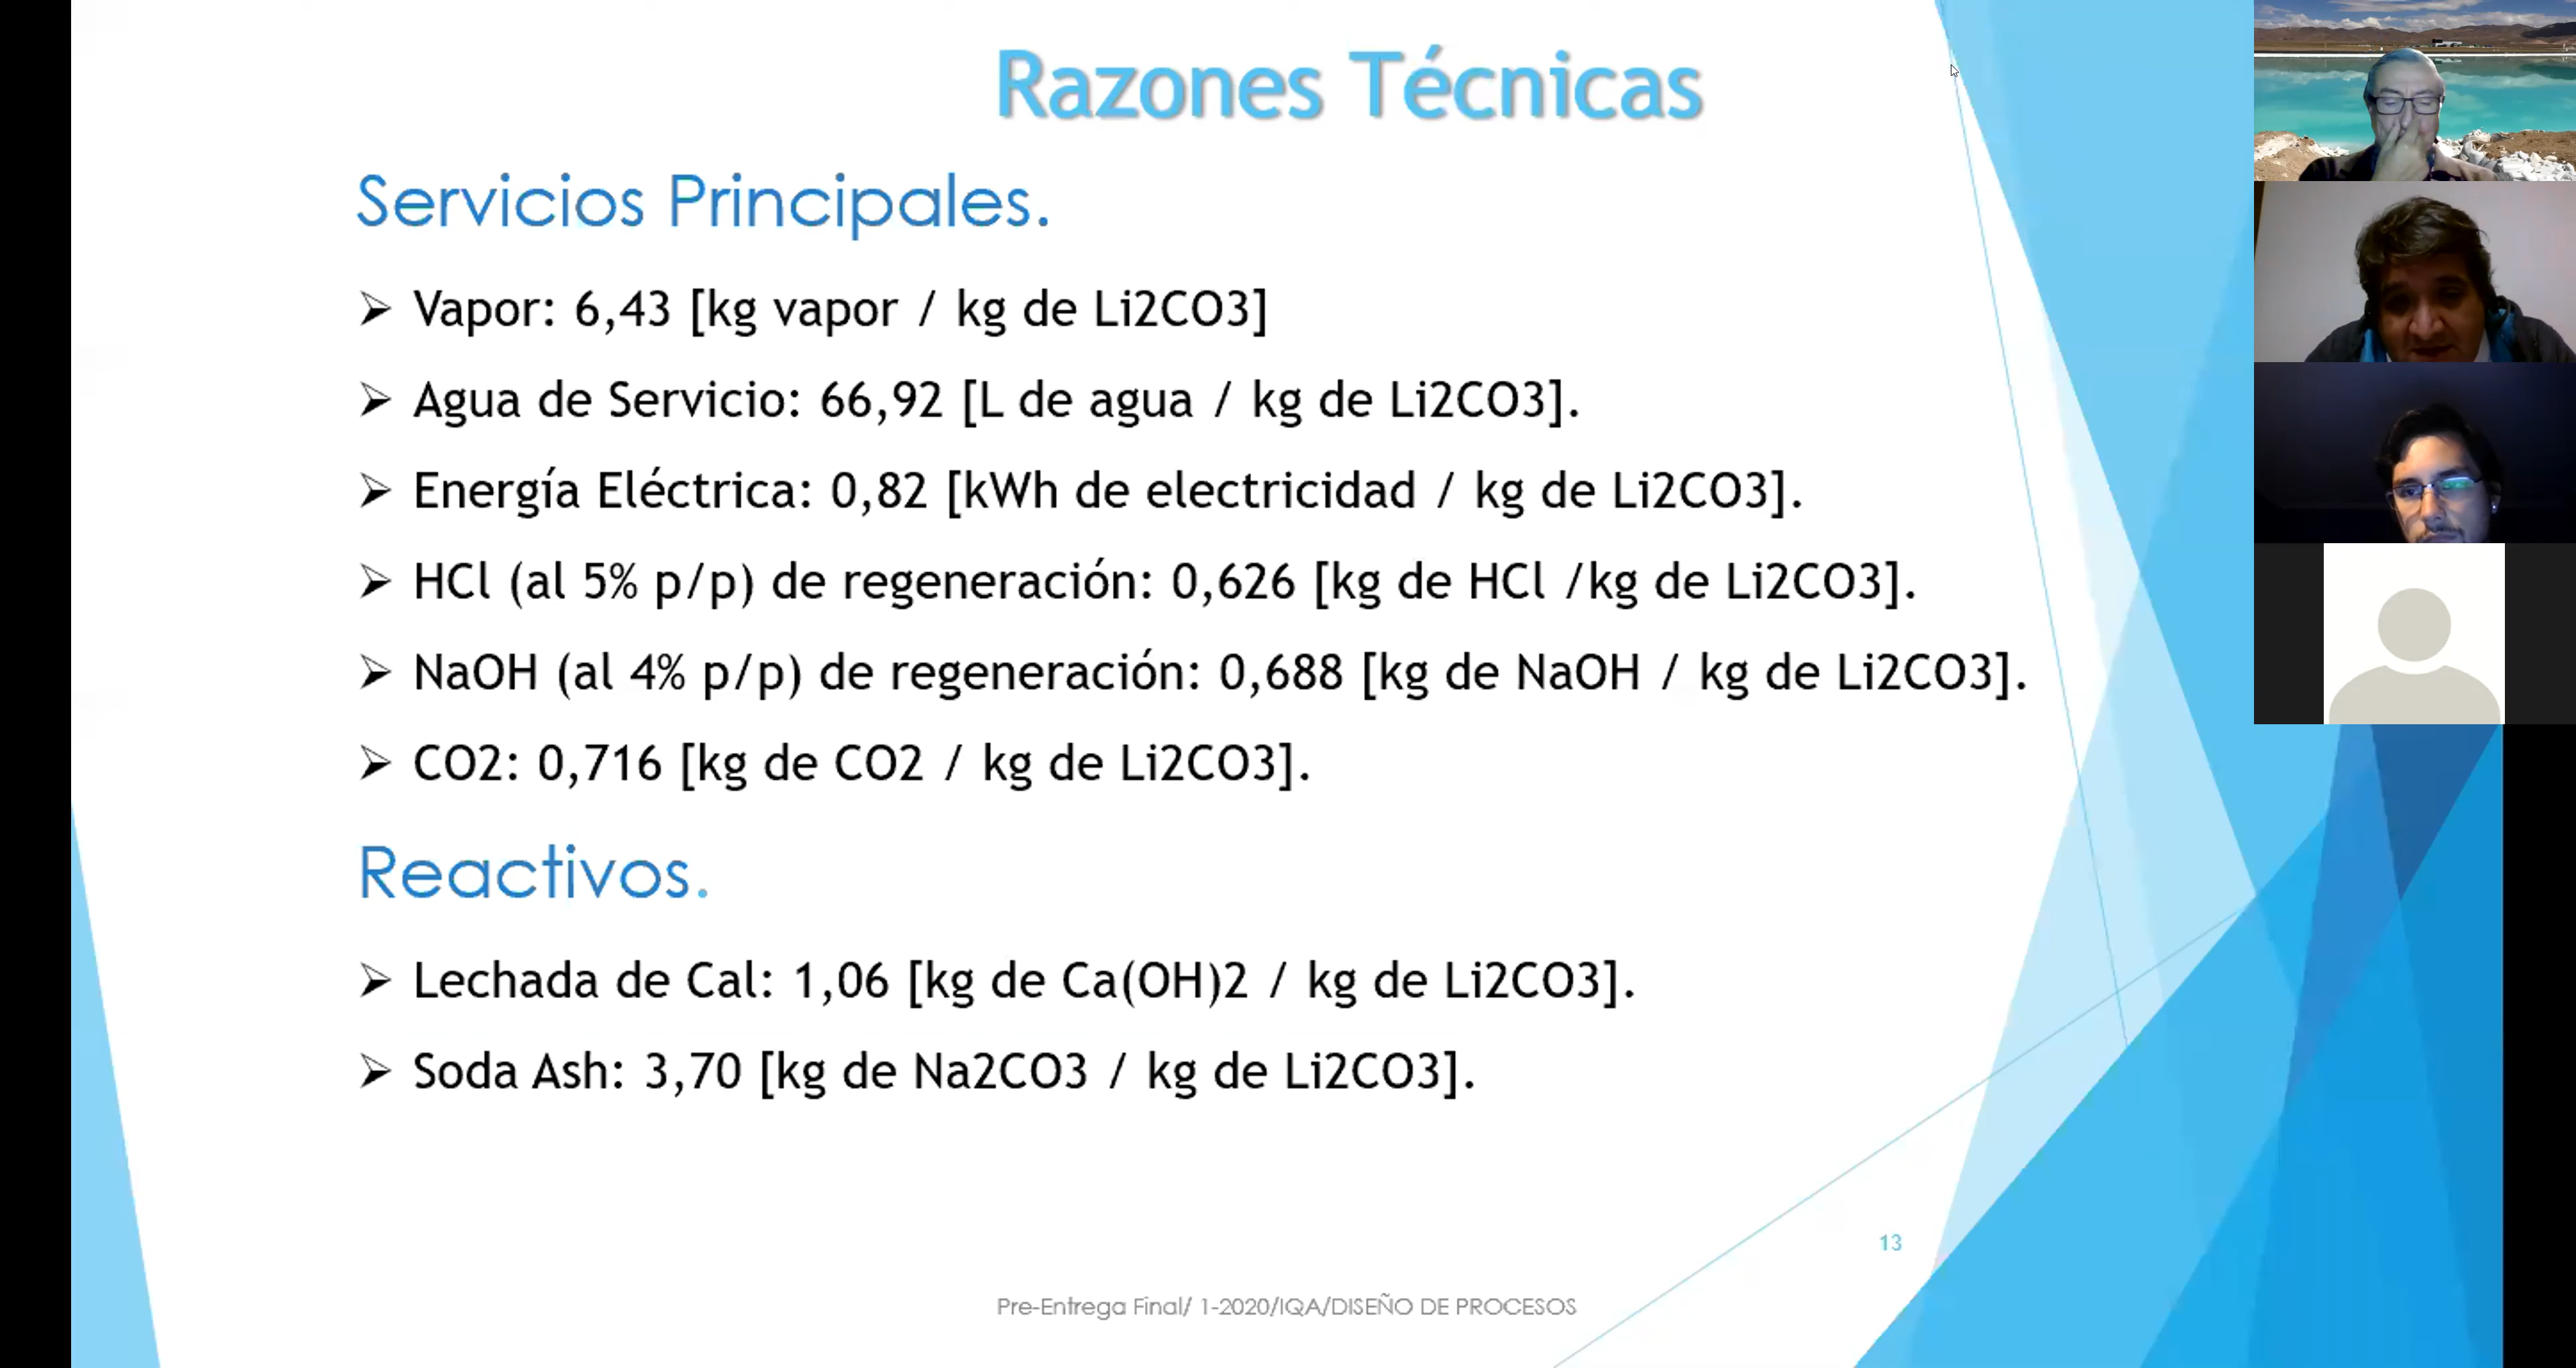 Razones Técnicas
Servicios Principales.
Vapor: 6,43 [kg vapor / kg de Li2CO3]
Agua de Servicio: 66,92 [L de agua / kg de Li2CO3].
Energía Eléctrica: 0,82 [kWh de electricidad / kg de Li2CO3].
HCl (al 5% p/p) de regeneración: 0,626 [kg de HCl /kg de Li2CO3].
NaOH (al 4% p/p) de regeneración: 0,688 [kg de NaOH / kg de Li2CO3].
CO2: 0,716 [kg de CO2 / kg de Li2CO3].
Reactivos.
Lechada de Cal: 1,06 [kg de Ca(OH)2 / kg de Li2CO3].
Soda Ash: 3,70 [kg de Na2CO3 / kg de Li2CO3].
13
Pre-Entrega Final/ 1-2020/IQA/DISEÑO DE PROCESOS